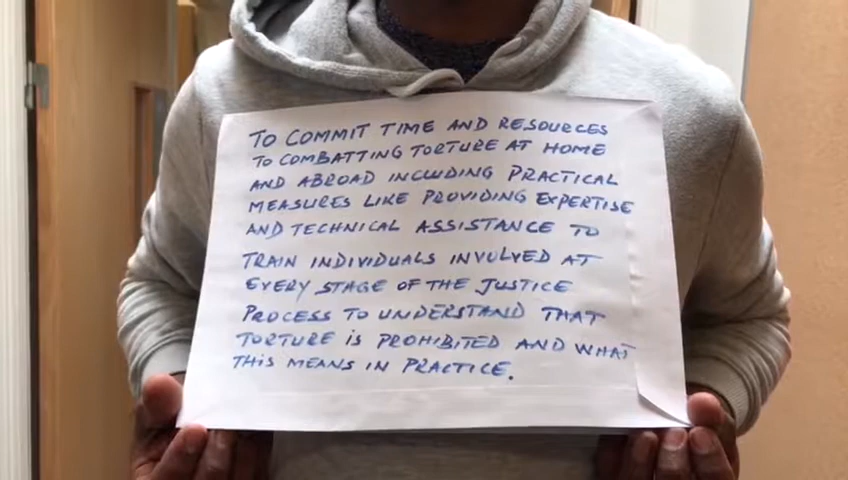 TO COMMIT TIME AND RESOURCES
TO COMBATTING TORTURE AT HOME
AND ABROAD INCLUDING PRACTICAL
MEASURES LIKE PROVIDING EXPERTISE
AND TECHNICAL ASSISTANCE TO
TRAIN INDIVIDUALS INVOLVED AT
EVERY STAGE OF THE JUSTICE
PROCESS TO UNDERSTAND THAT
TORTURE IS PROHIBITED AND WHAT
THIS MEANS IN PRACTICE.